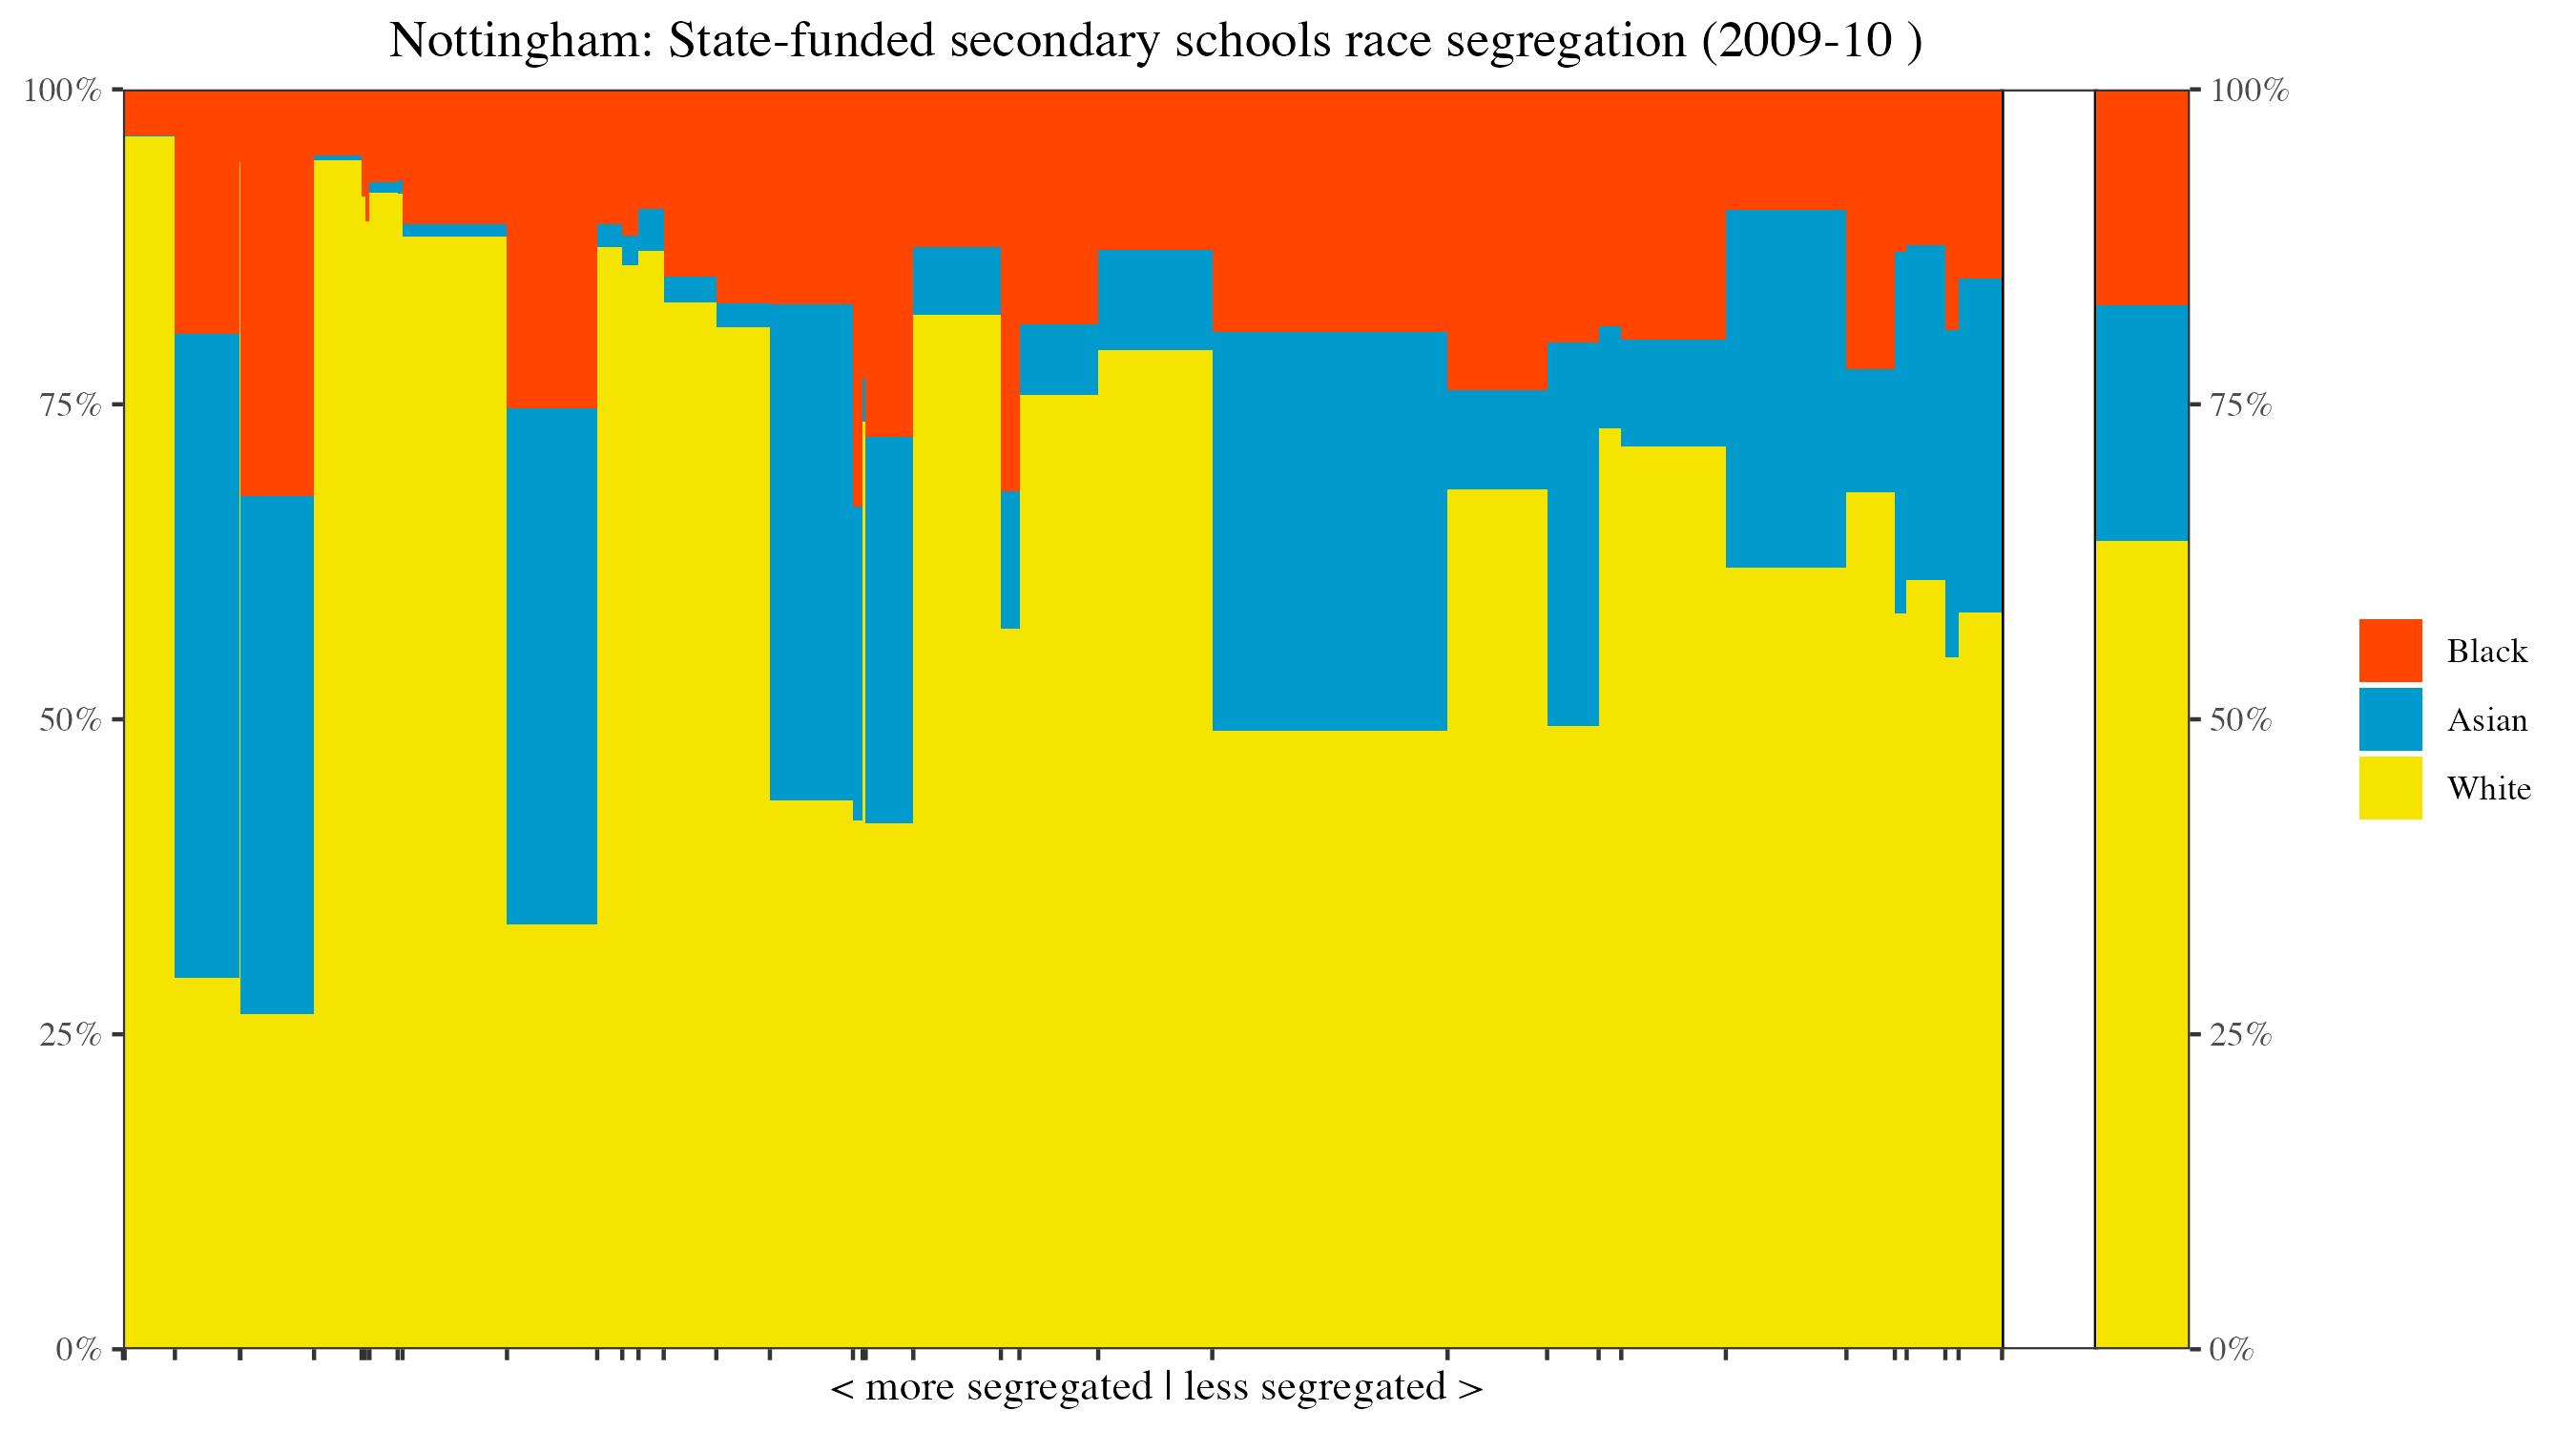 Nottingham: State-funded secondary schools race segregation (2009-10 )
100%
75%
50%
25%
0%
100%
75%
50%
25%
0%
Black
Asian
White
< more segregated | less segregated >